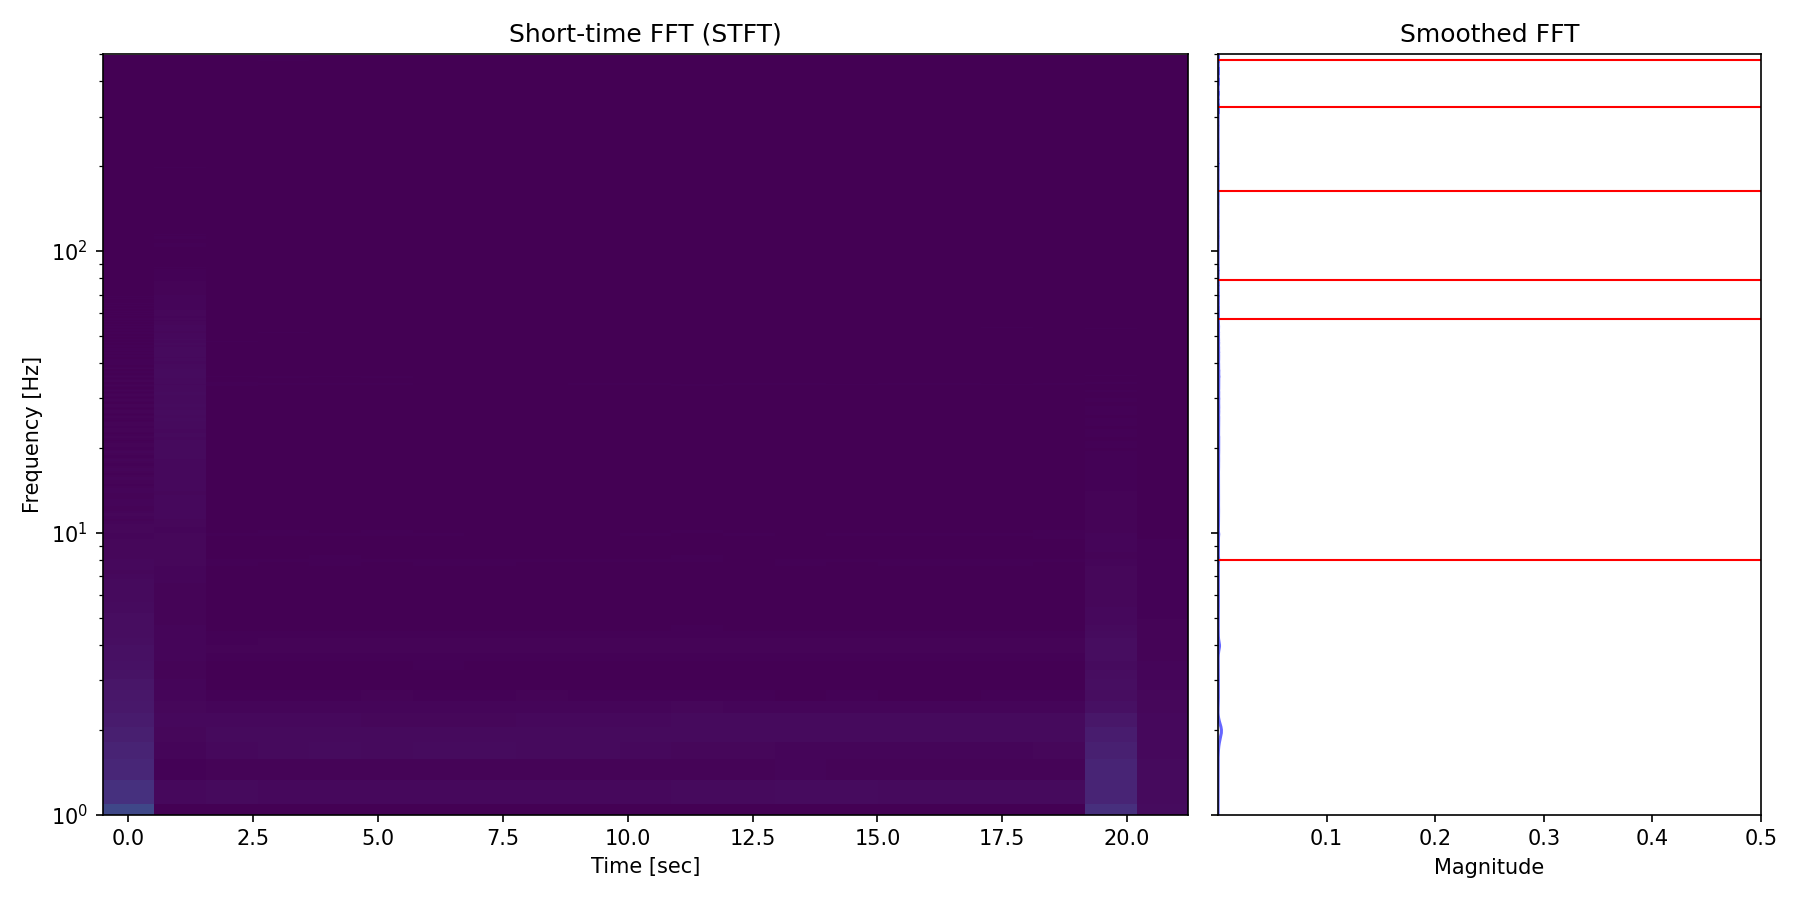 Short-time FFT (STFT)
Smoothed FFT
Frequency [Hz]
10²
10¹
10⁰
0.0 2.5 5.0 7.5 10.0 12.5 15.0 17.5 20.0
Time [sec]
0.1 0.2 0.3 0.4 0.5
Magnitude